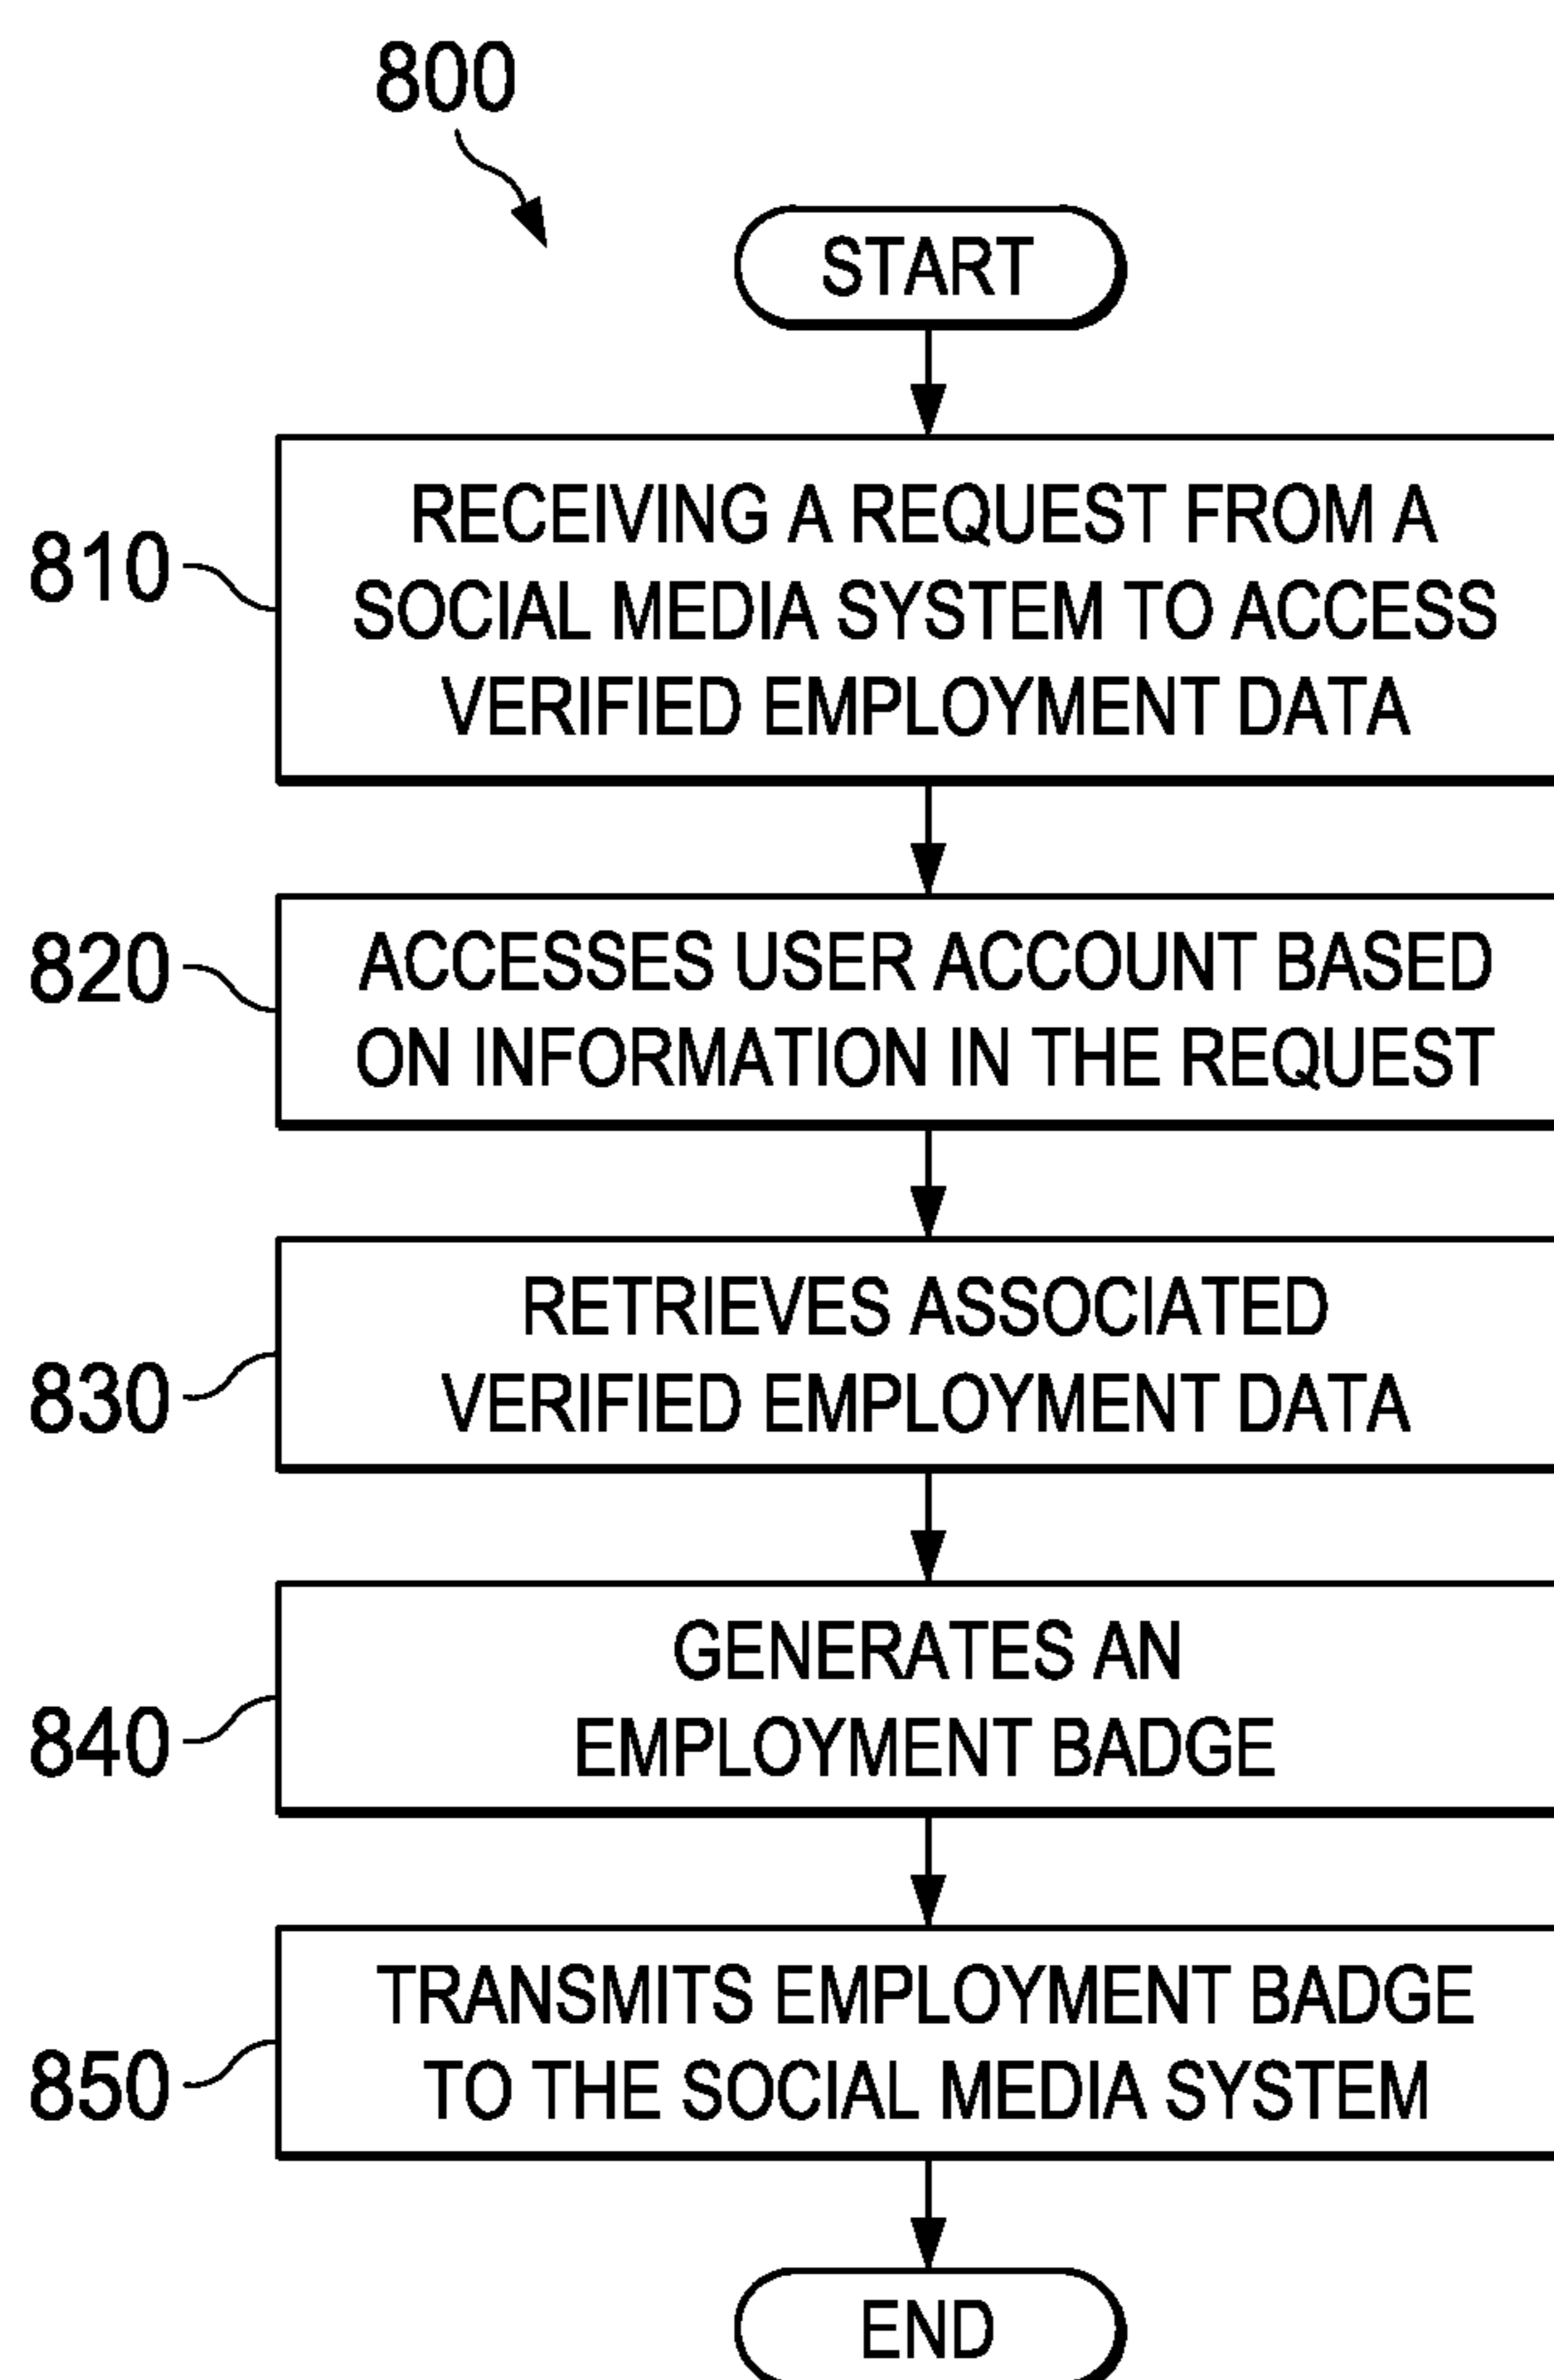 800
START
810
RECEIVING A REQUEST FROM A
SOCIAL MEDIA SYSTEM TO ACCESS
VERIFIED EMPLOYMENT DATA
820
ACCESSES USER ACCOUNT BASED
ON INFORMATION IN THE REQUEST
830
RETRIEVES ASSOCIATED
VERIFIED EMPLOYMENT DATA
840
GENERATES AN
EMPLOYMENT BADGE
850
TRANSMITS EMPLOYMENT BADGE
TO THE SOCIAL MEDIA SYSTEM
END